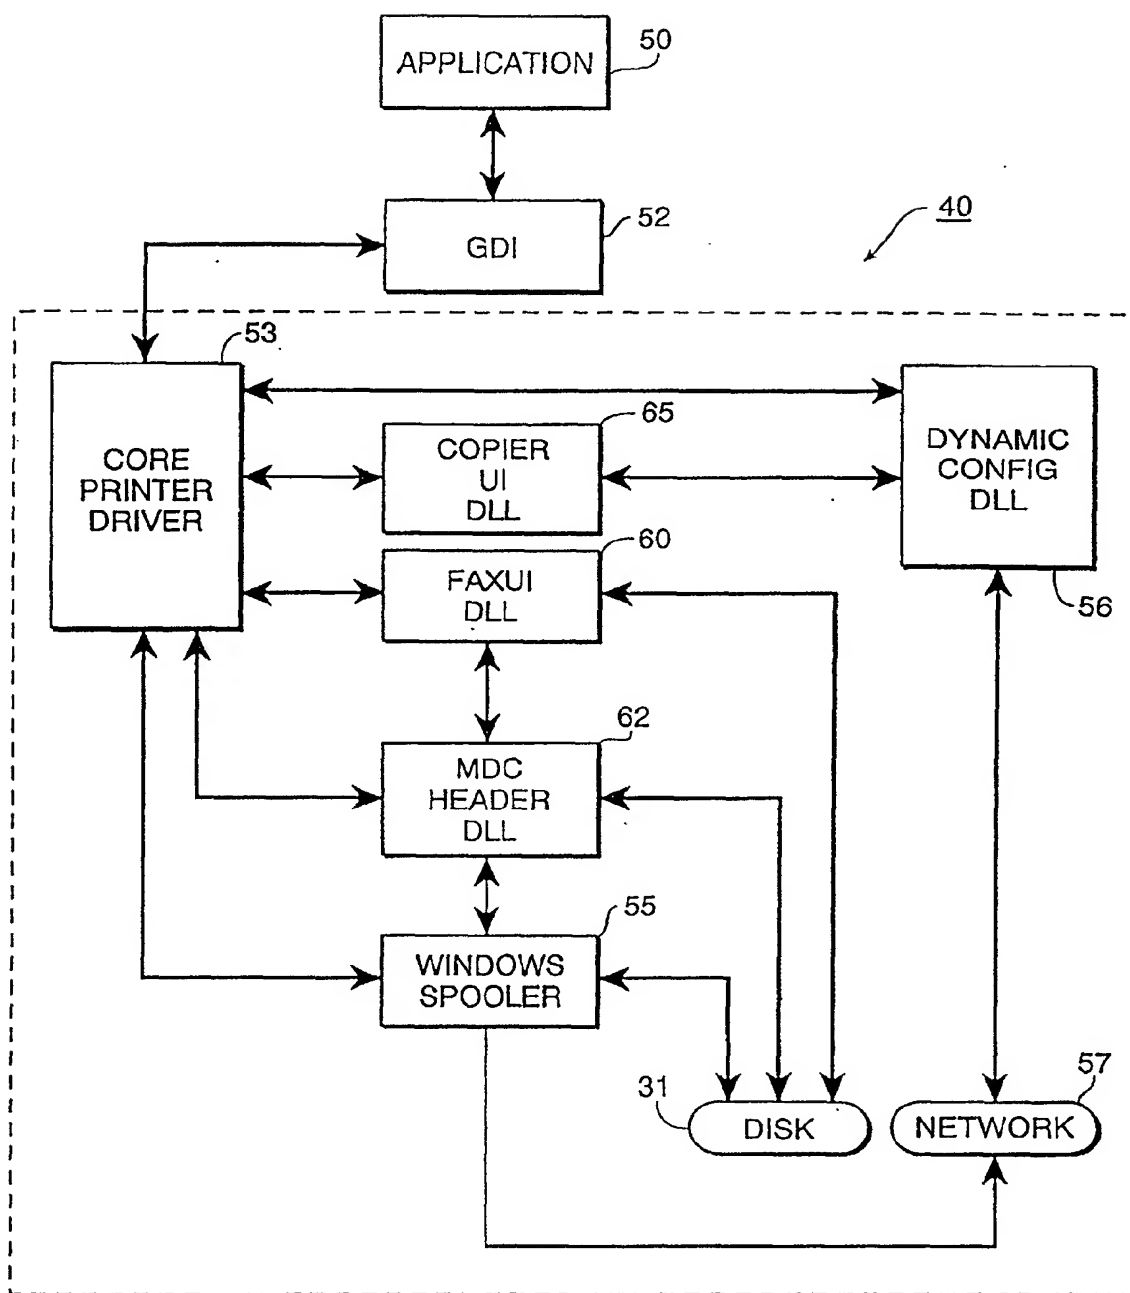 APPLICATION
50
GDI
52
40
53
CORE
PRINTER
DRIVER
65
COPIER
UI
DLL
DYNAMIC
CONFIG
DLL
60
FAXUI
DLL
56
62
MDC
HEADER
DLL
55
WINDOWS
SPOOLER
31
DISK
57
NETWORK